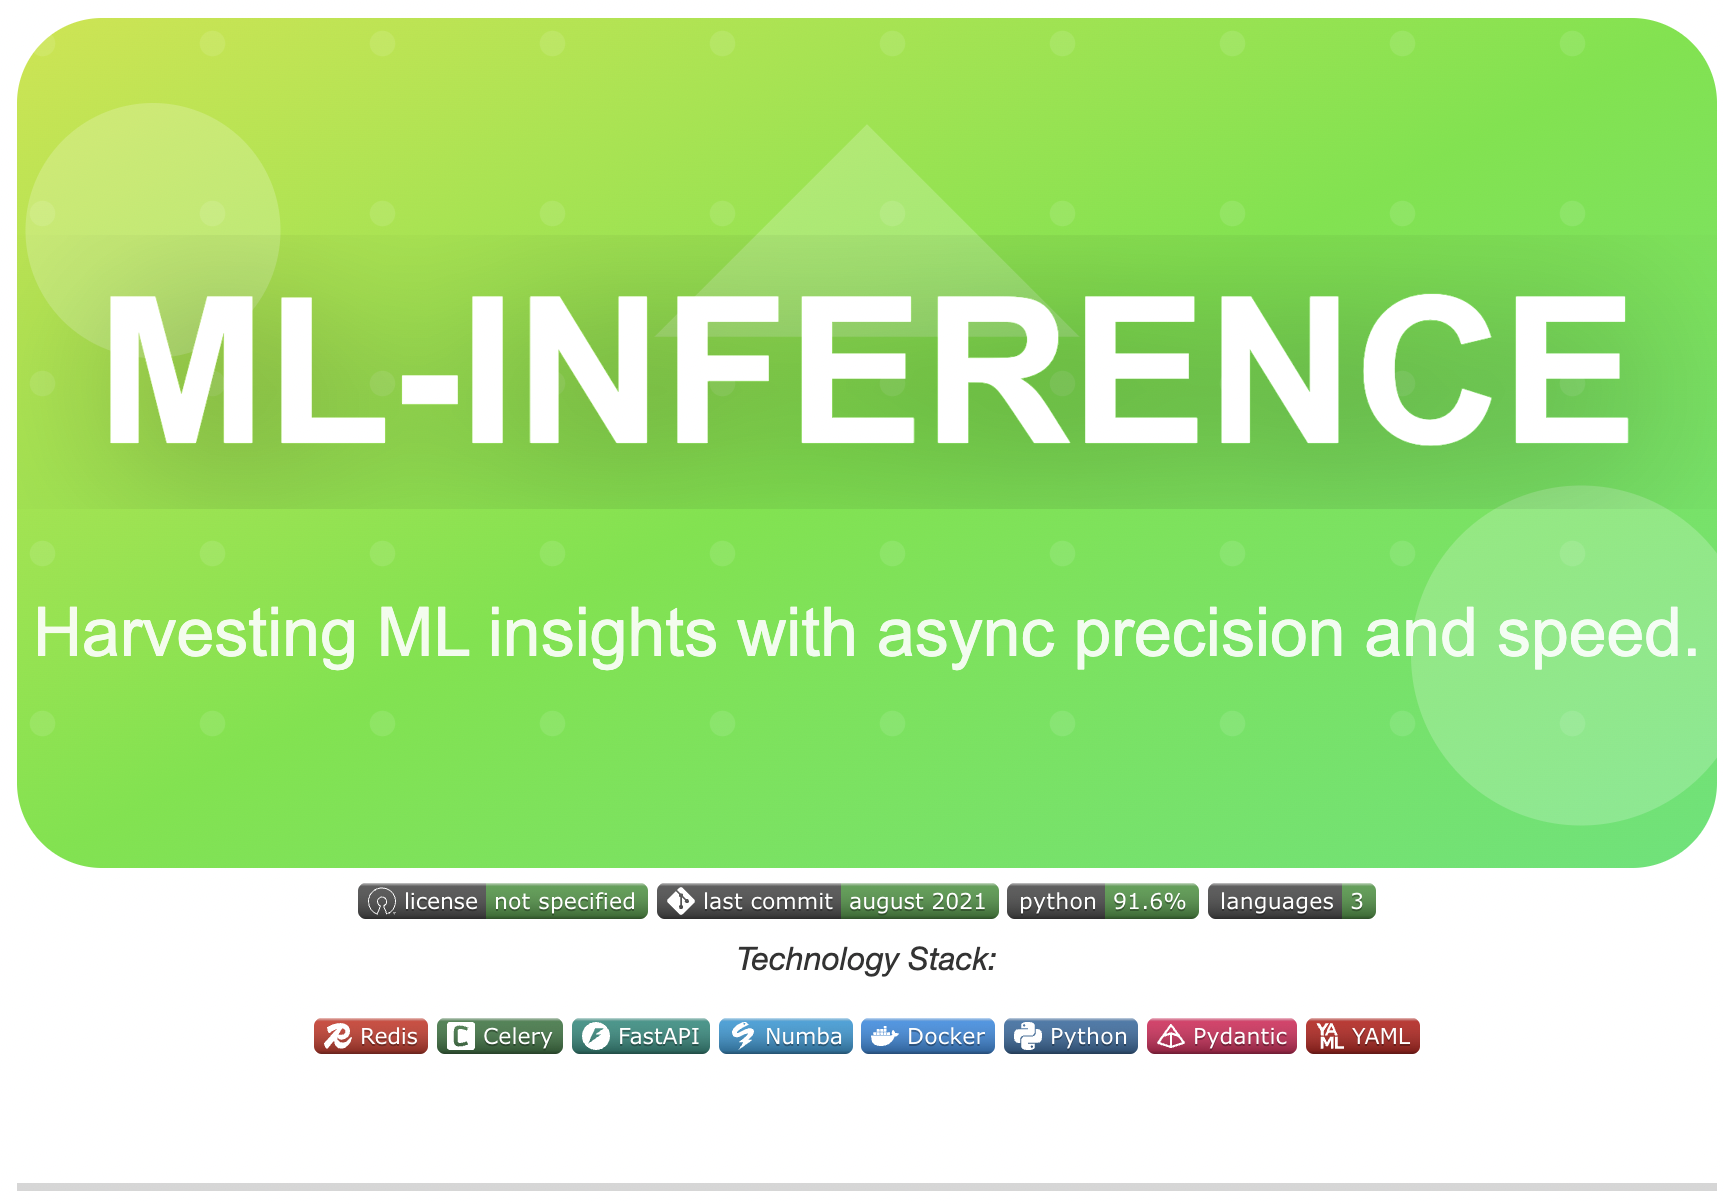 ML-INFERENCE
Harvesting ML insights with async precision and speed.
license not specified last commit august 2021 python 91.6% languages 3
Technology Stack:
Redis Celery FastAPI Numba Docker Python Pydantic YAML